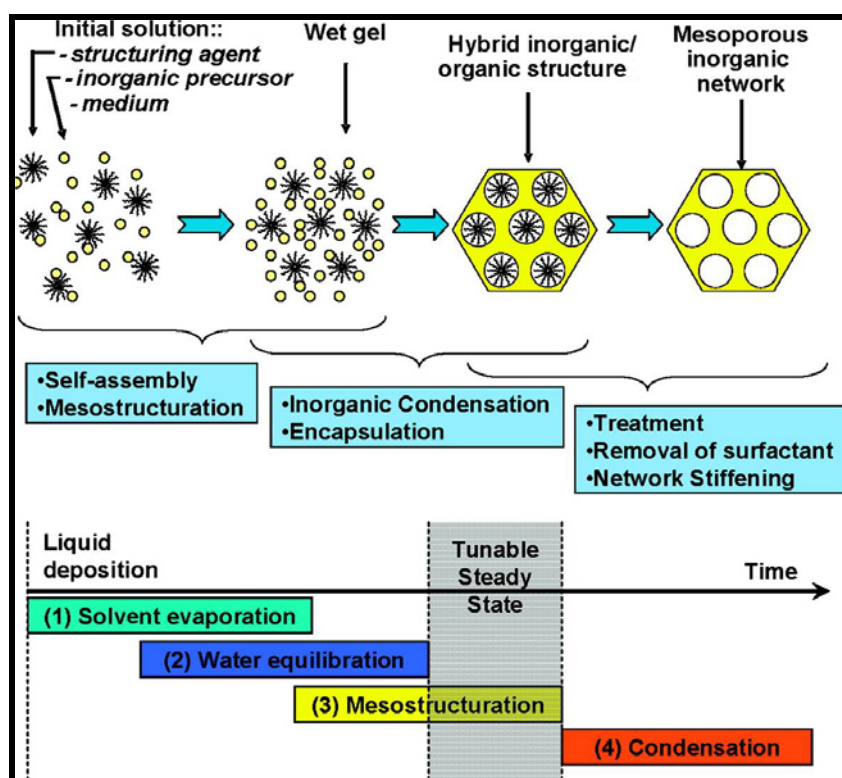 Initial solution::
- structuring agent
- inorganic precursor
- medium
Wet gel
Hybrid inorganic/
organic structure
Mesoporous
inorganic
network
•Self-assembly
•Mesostructuration
•Inorganic Condensation
•Encapsulation
•Treatment
•Removal of surfactant
•Network Stiffening
Liquid
deposition
Tunable
Steady
State
Time
(1) Solvent evaporation
(2) Water equilibration
(3) Mesostructuration
(4) Condensation